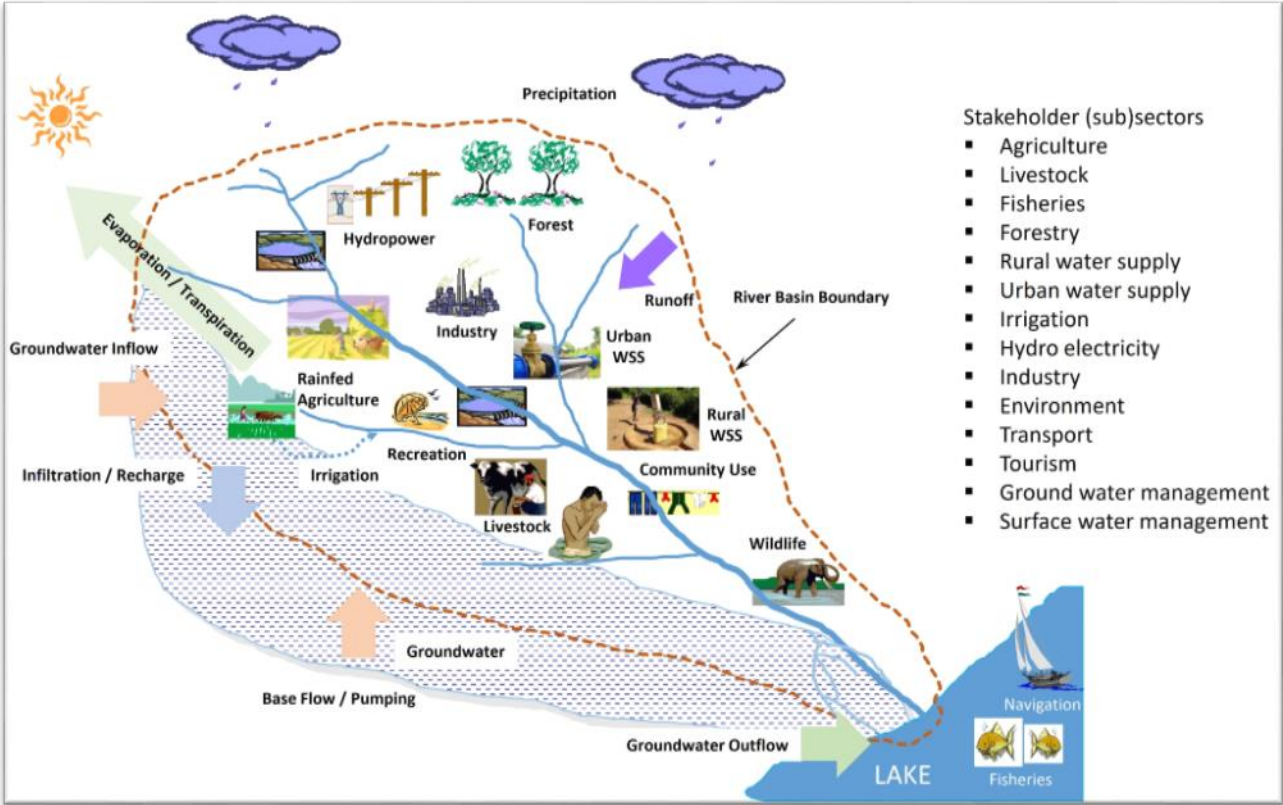 Precipitation
Stakeholder (sub)sectors
▪ Agriculture
▪ Livestock
▪ Fisheries
▪ Forestry
▪ Rural water supply
▪ Urban water supply
▪ Irrigation
▪ Hydro electricity
▪ Industry
▪ Environment
▪ Transport
▪ Tourism
▪ Ground water management
▪ Surface water management
Forest
Hydropower
Evaporation / Transpiration
Runoff
River Basin Boundary
Industry
Urban
WSS
Groundwater Inflow
Rainfed
Agriculture
Rural
WSS
Recreation
Infiltration / Recharge
Irrigation
Community Use
Livestock
Wildlife
Groundwater
Base Flow / Pumping
Navigation
Groundwater Outflow
LAKE
Fisheries